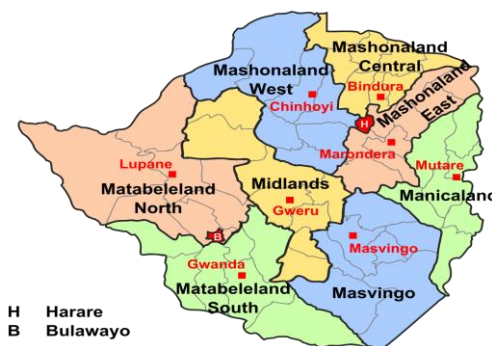 Mashonaland
Central
Bindura
Mashonaland
West
Chinhoyi
Mashonaland
East
H
Marondera
Mutare
Manicaland
Lupane
Matabeleland
North
Midlands
Gweru
B
Masvingo
Gwanda
Matabeleland
South
Masvingo
H Harare
B Bulawayo